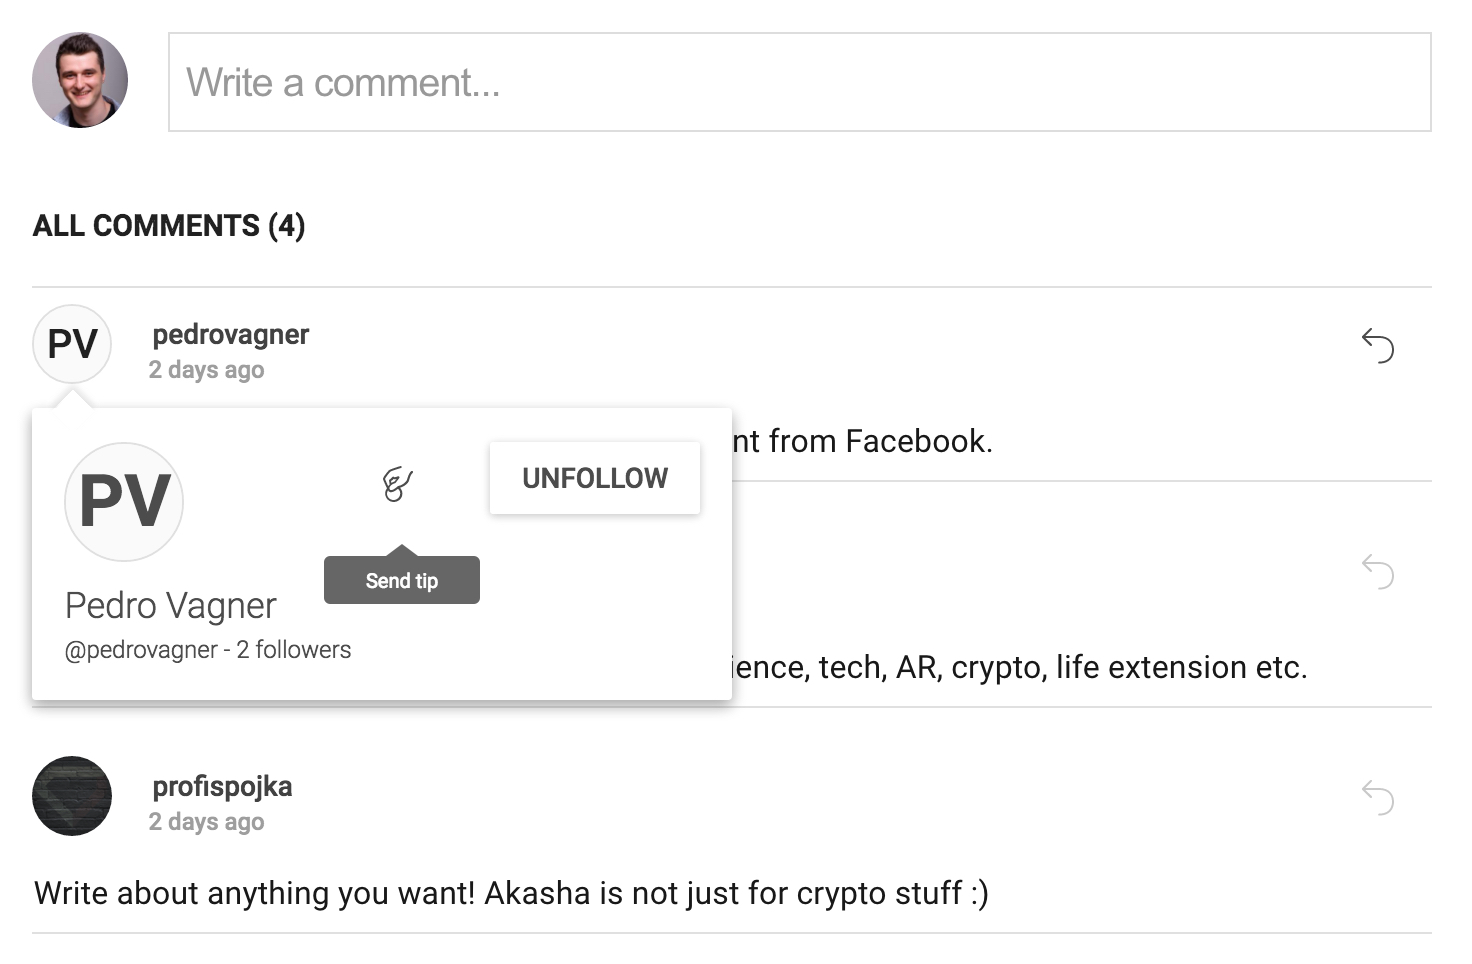 Write a comment...
ALL COMMENTS (4)
PV
pedrovagner
2 days ago
nt from Facebook.
PV
UNFOLLOW
Send tip
Pedro Vagner
@pedrovagner - 2 followers
ience, tech, AR, crypto, life extension etc.
profispojka
2 days ago
Write about anything you want! Akasha is not just for crypto stuff :)